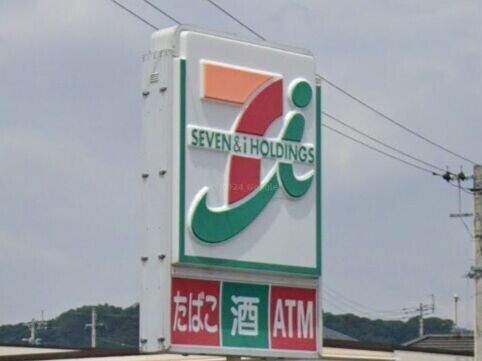 SEVEN & i HOLDINGS
たばこ 酒 ATM